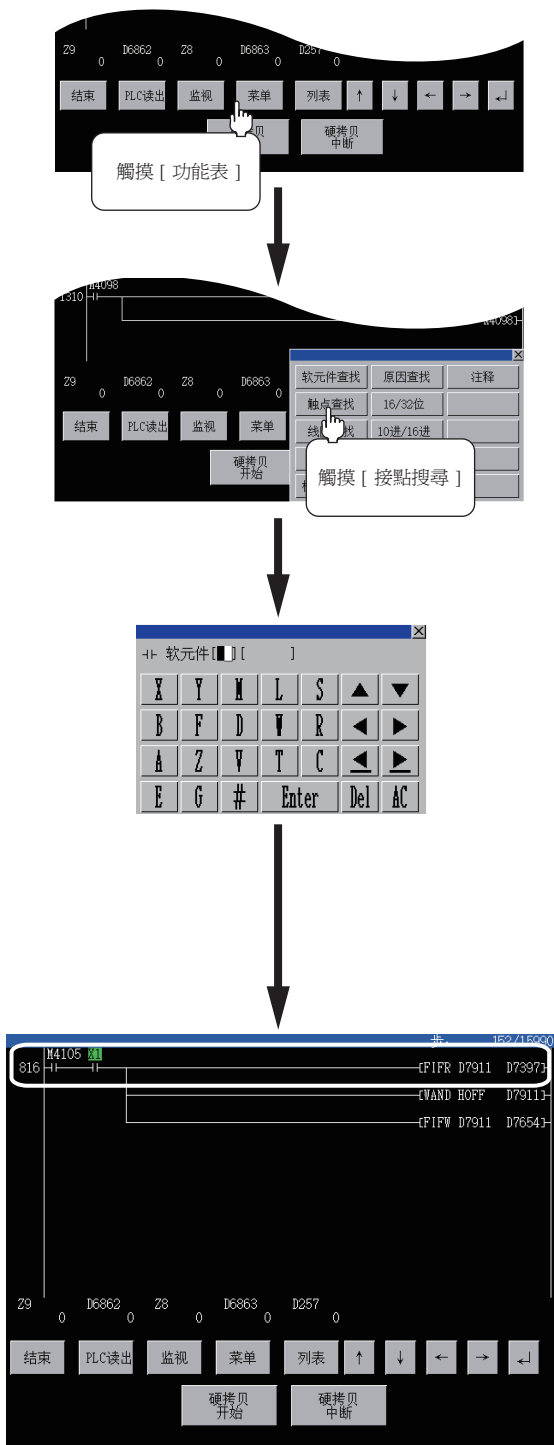 Z9 D6862 Z8 D6863 D257
0 0 0 0 0
结束 PLC读出 监视 菜单 列表 ↑ ↓ ← → ↵
贝 硬拷贝
中断
觸摸 [ 功能表 ]
M4098
1310
M4098]
×
软元件查找 原因查找 注释
Z9 D6862 Z8 D6863
0 0 0
触点查找 16/32位
结束 PLC读出 监视 菜单
线 找 10进/16进
硬拷贝
开始
觸摸 [ 接點搜尋 ]
×
⊣⊢ 软元件[ ][ ]
X Y M L S ▲ ▼
B F D W R ◀ ▶
A Z V T C ◀ ▶
E G # Enter Del AC
步: 152/15990
M4105 X1
816 [FIFR D7911 D7397]
[WAND HOFF D7911]
[FIFW D7911 D7654]
Z9 D6862 Z8 D6863 D257
0 0 0 0 0
结束 PLC读出 监视 菜单 列表 ↑ ↓ ← → ↵
硬拷贝 硬拷贝
开始 中断